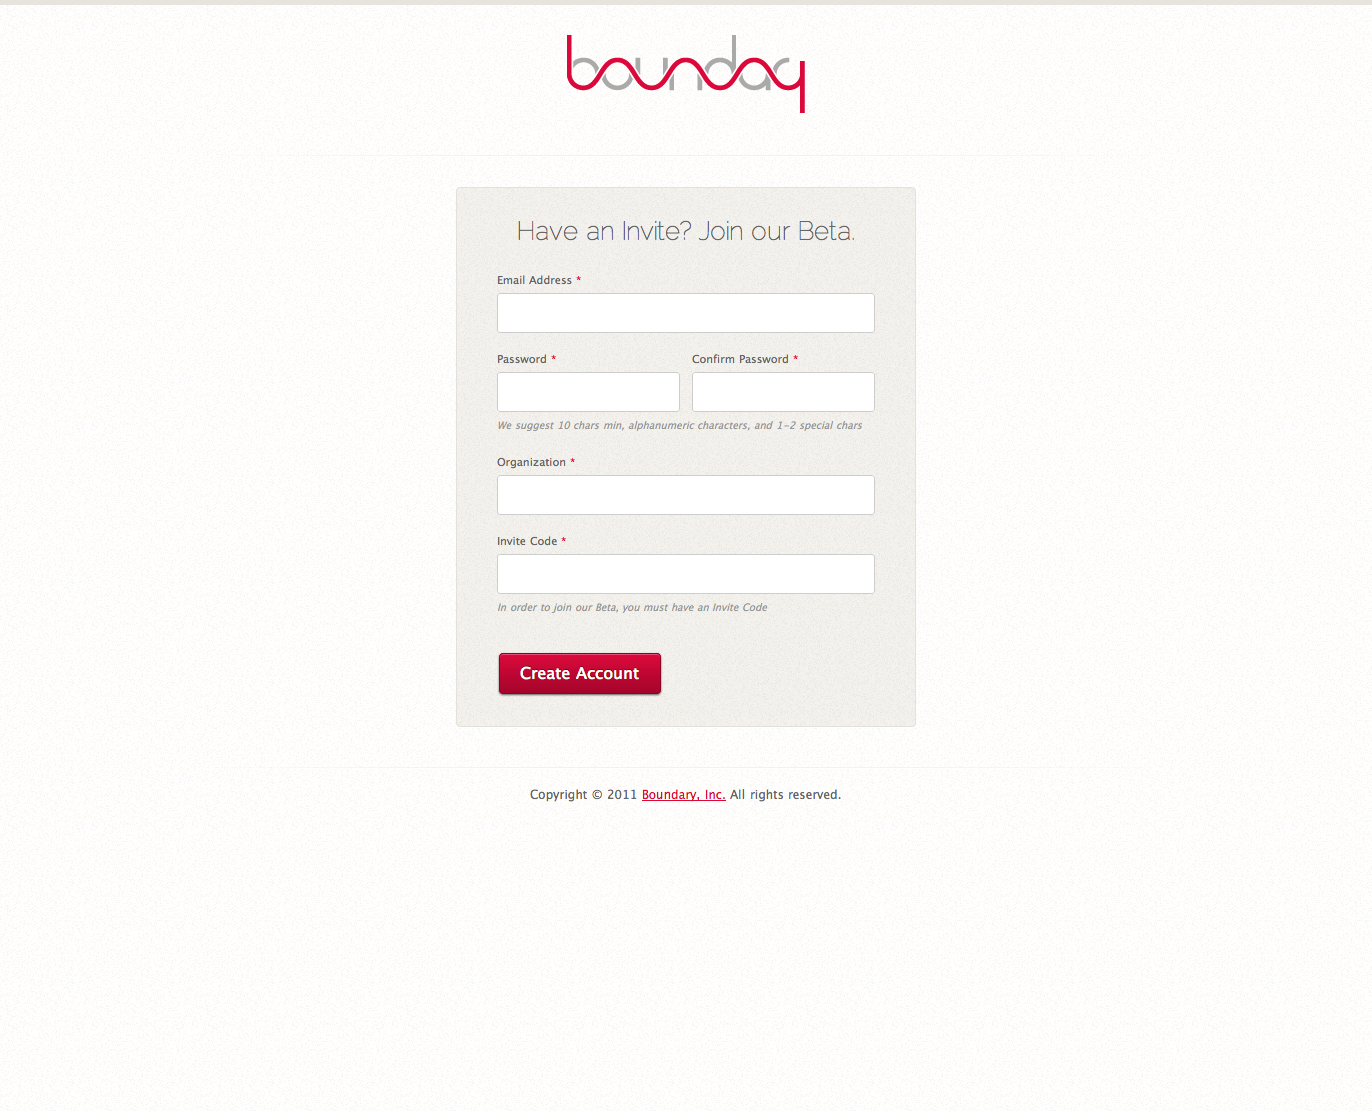 boundary
Have an Invite? Join our Beta.
Email Address *
Password * Confirm Password *
We suggest 10 chars min, alphanumeric characters, and 1-2 special chars
Organization *
Invite Code *
In order to join our Beta, you must have an Invite Code
Create Account
Copyright © 2011 Boundary, Inc. All rights reserved.